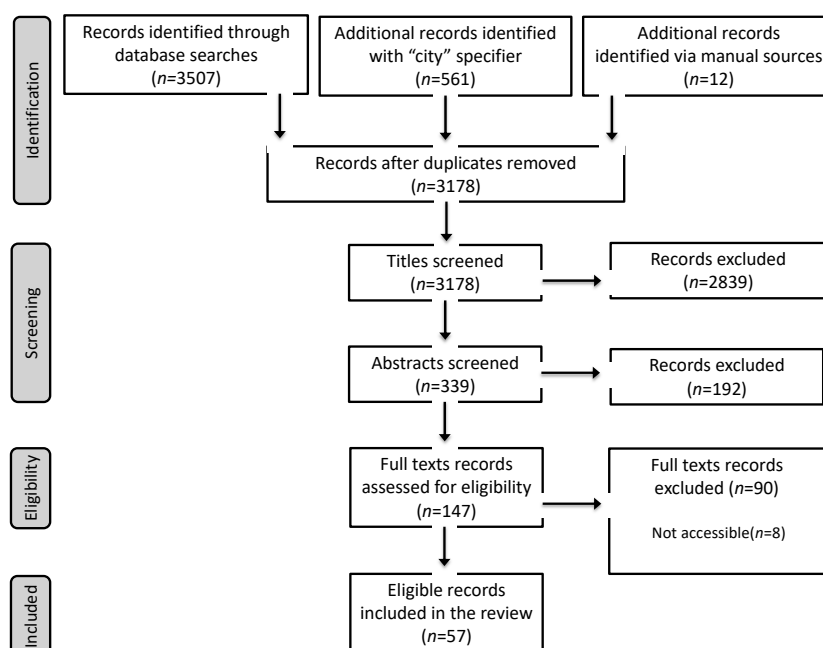 Identification
Records identified through
database searches
(n=3507)
Additional records identified
with “city” specifier
(n=561)
Additional records
identified via manual sources
(n=12)
Records after duplicates removed
(n=3178)
Screening
Titles screened
(n=3178)
Records excluded
(n=2839)
Abstracts screened
(n=339)
Records excluded
(n=192)
Eligibility
Full texts records
assessed for eligibility
(n=147)
Full texts records
excluded (n=90)
Not accessible(n=8)
Included
Eligible records
included in the review
(n=57)